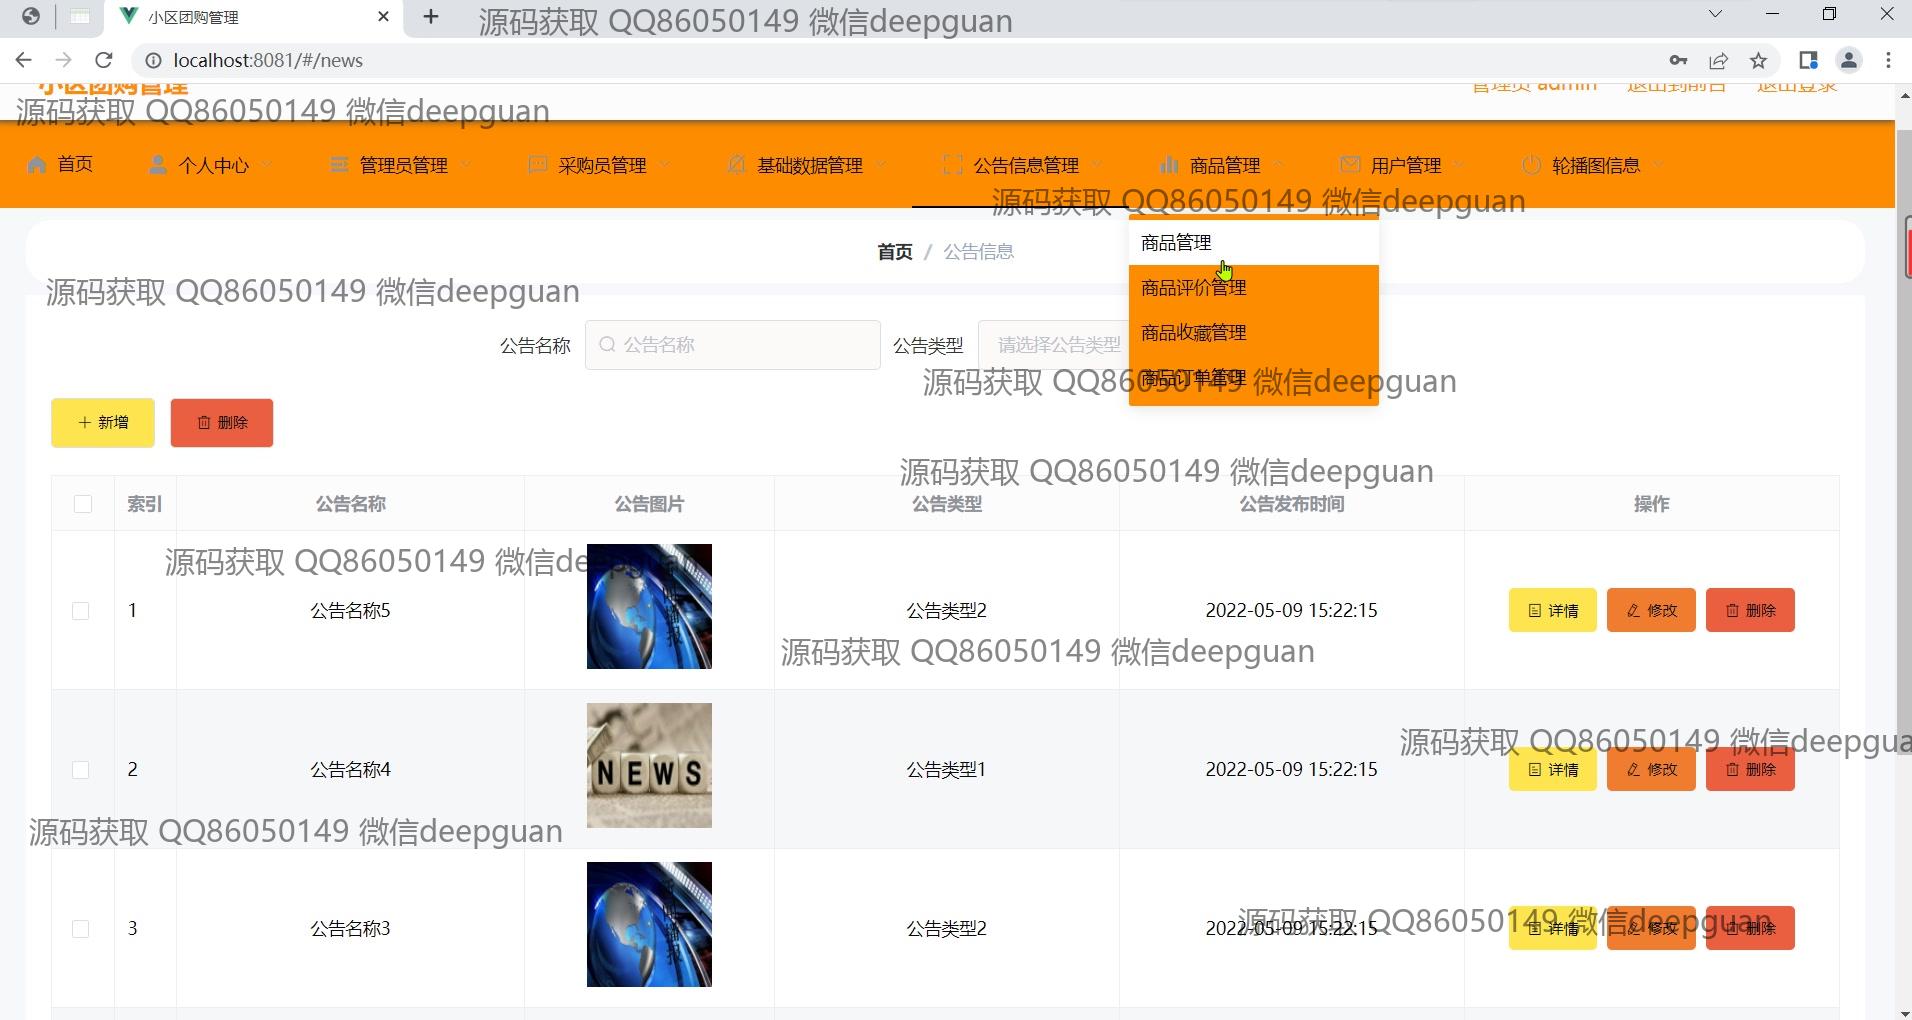 小区团购管理
源码获取 QQ86050149 微信deepguan
localhost:8081/#/news
小区团购管理
管理员 admin 退出到前台 退出登录
源码获取 QQ86050149 微信deepguan
首页 个人中心 管理员管理 采购员管理 基础数据管理 公告信息管理 商品管理 用户管理 轮播图信息
源码获取 QQ86050149 微信deepguan
商品管理
首页 / 公告信息
商品评价管理
源码获取 QQ86050149 微信deepguan
商品收藏管理
公告名称 公告名称 公告类型 请选择公告类型
商品订单管理
源码获取 QQ86050149 微信deepguan
新增 删除
源码获取 QQ86050149 微信deepguan
索引 公告名称 公告图片 公告类型 公告发布时间 操作
源码获取 QQ86050149 微信deepguan
1 公告名称5 公告类型2 2022-05-09 15:22:15 详情 修改 删除
源码获取 QQ86050149 微信deepguan
源码获取 QQ86050149 微信deepgua
2 公告名称4 NEWS 公告类型1 2022-05-09 15:22:15 详情 修改 删除
源码获取 QQ86050149 微信deepguan
源码获取 QQ86050149 微信deepguan
3 公告名称3 公告类型2 2022-05-09 15:22:15 详情 修改 删除